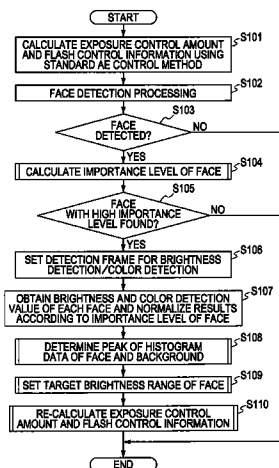 START
S101
CALCULATE EXPOSURE CONTROL AMOUNT
AND FLASH CONTROL INFORMATION USING
STANDARD AE CONTROL METHOD
S102
FACE DETECTION PROCESSING
S103
FACE
DETECTED?
NO
YES
S104
CALCULATE IMPORTANCE LEVEL OF FACE
S105
FACE
WITH HIGH IMPORTANCE
LEVEL FOUND?
NO
YES
S106
SET DETECTION FRAME FOR BRIGHTNESS
DETECTION/COLOR DETECTION
S107
OBTAIN BRIGHTNESS AND COLOR DETECTION
VALUE OF EACH FACE AND NORMALIZE RESULTS
ACCORDING TO IMPORTANCE LEVEL OF FACE
S108
DETERMINE PEAK OF HISTOGRAM
DATA OF FACE AND BACKGROUND
S109
SET TARGET BRIGHTNESS RANGE OF FACE
S110
RE-CALCULATE EXPOSURE CONTROL
AMOUNT AND FLASH CONTROL INFORMATION
END